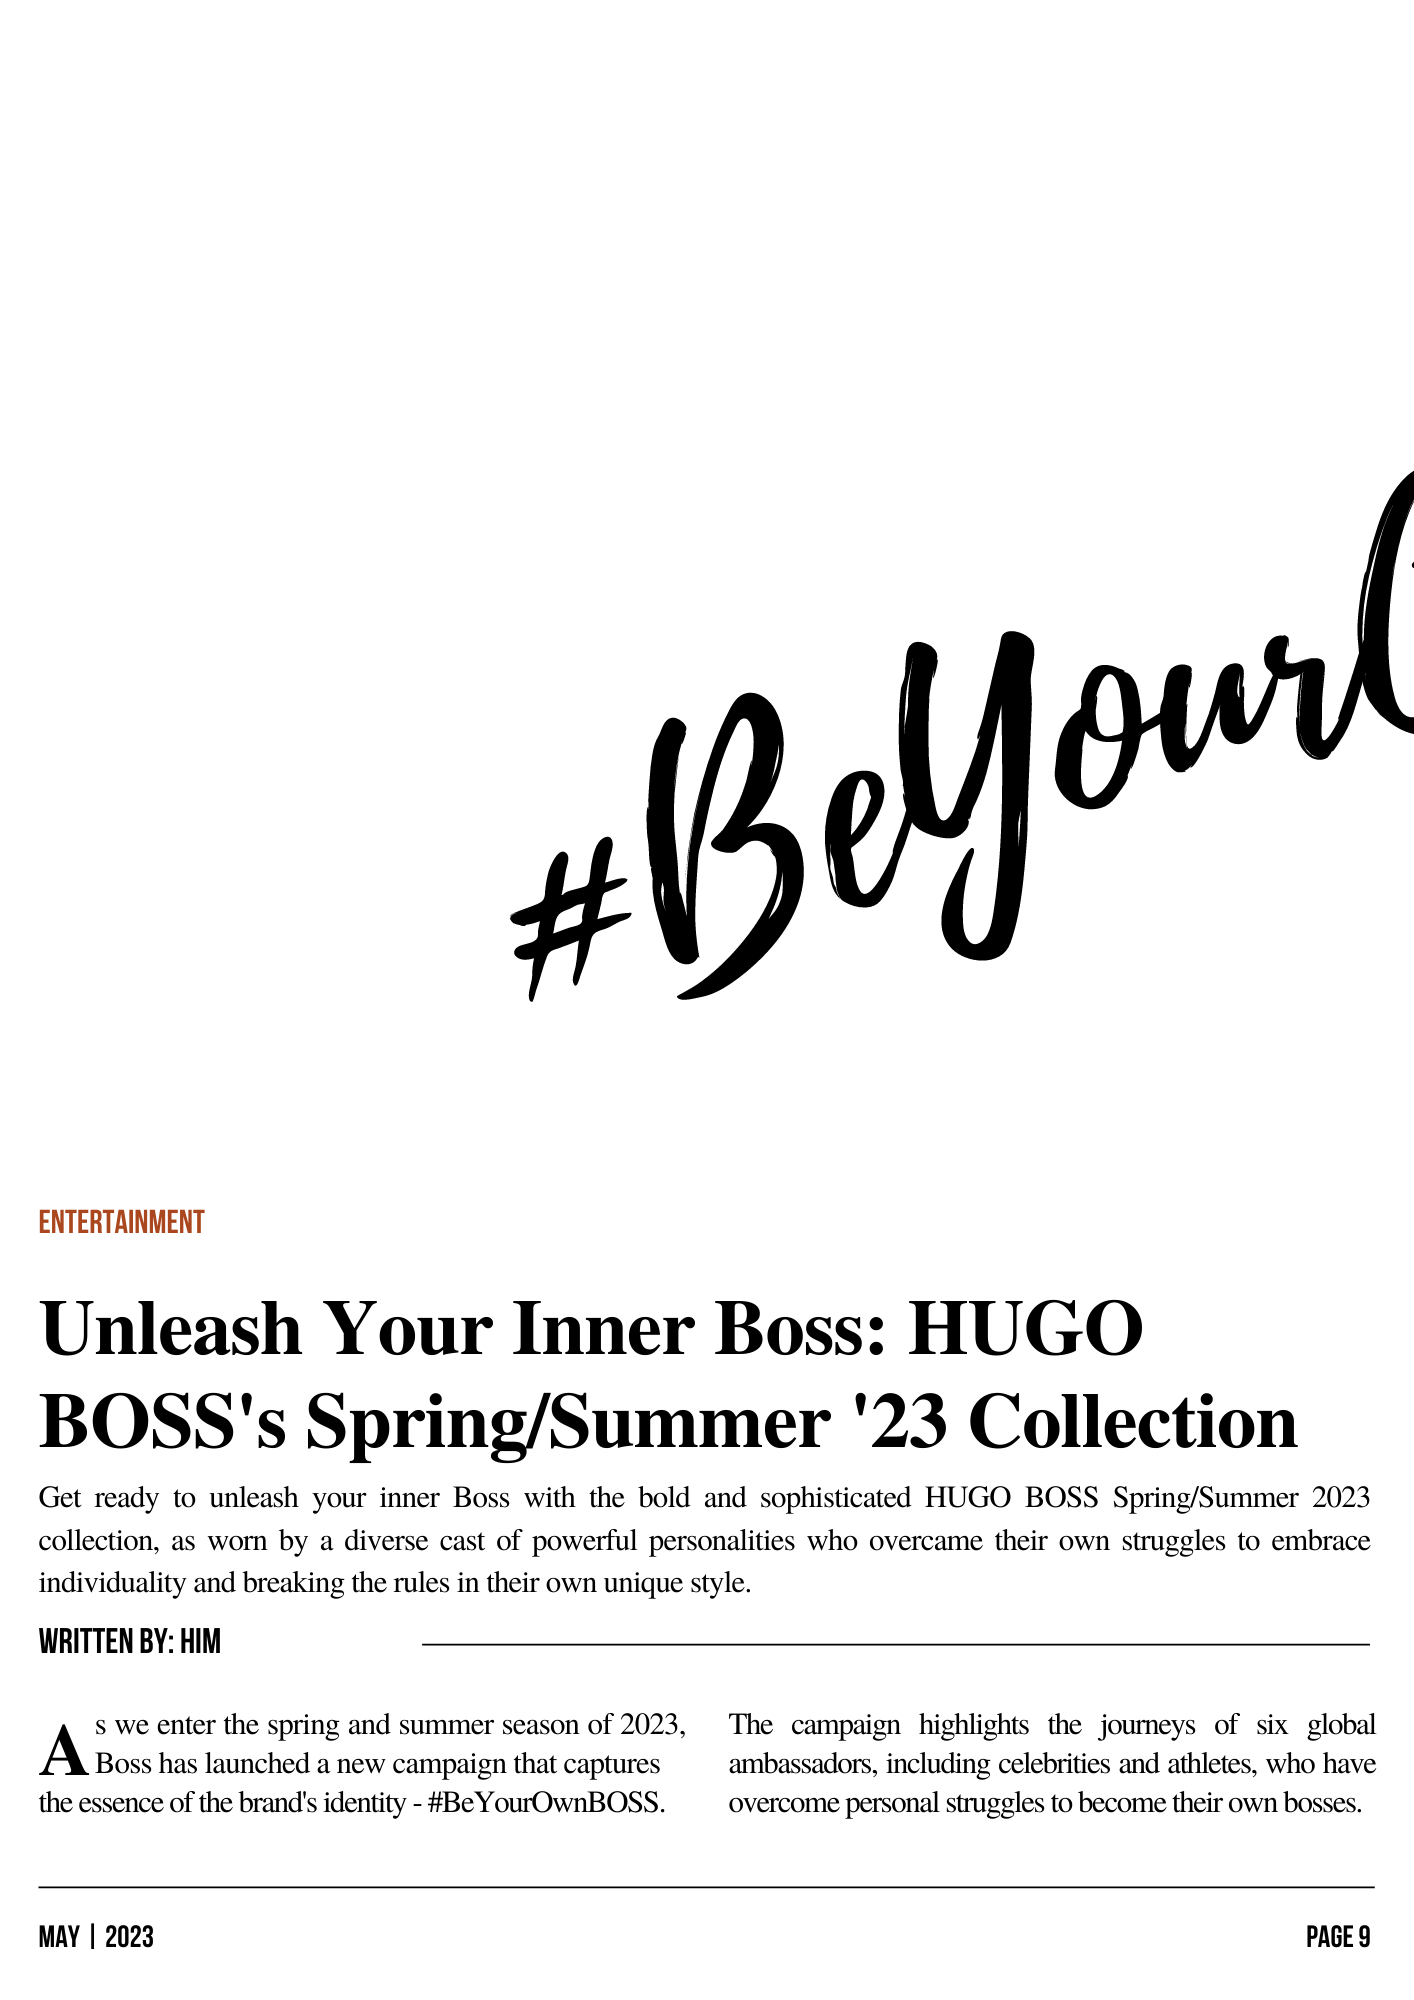 #BeYourO
ENTERTAINMENT
Unleash Your Inner Boss: HUGO
BOSS's Spring/Summer '23 Collection
Get ready to unleash your inner Boss with the bold and sophisticated HUGO BOSS Spring/Summer 2023
collection, as worn by a diverse cast of powerful personalities who overcame their own struggles to embrace
individuality and breaking the rules in their own unique style.
WRITTEN BY: HIM
As we enter the spring and summer season of 2023,
Boss has launched a new campaign that captures
the essence of the brand's identity - #BeYourOwnBOSS.
The campaign highlights the journeys of six global
ambassadors, including celebrities and athletes, who have
overcome personal struggles to become their own bosses.
MAY | 2023
PAGE 9